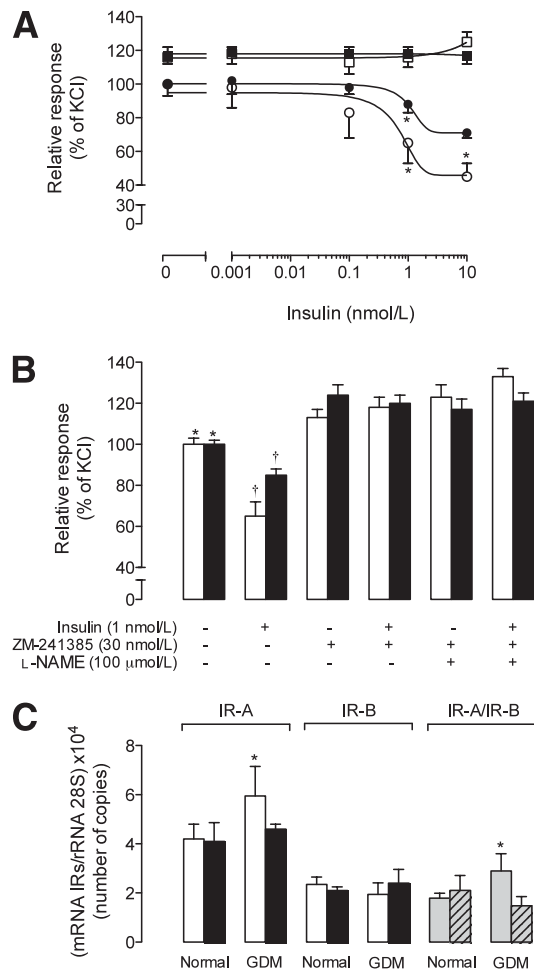 A
Relative response
(% of KCl)
140
120
100
80
60
40
30
0
* * *
0 0.001 0.01 0.1 1 10
Insulin (nmol/L)
B
Relative response
(% of KCl)
140
120
100
80
60
40
0
* * † †
Insulin (1 nmol/L) - + - + - +
ZM-241385 (30 nmol/L) - - + + + +
L-NAME (100 μmol/L) - - - - + +
C
IR-A IR-B IR-A/IR-B
(mRNA IRs/rRNA 28S) x10⁴
(number of copies)
8
6
4
2
0
* *
Normal GDM Normal GDM Normal GDM